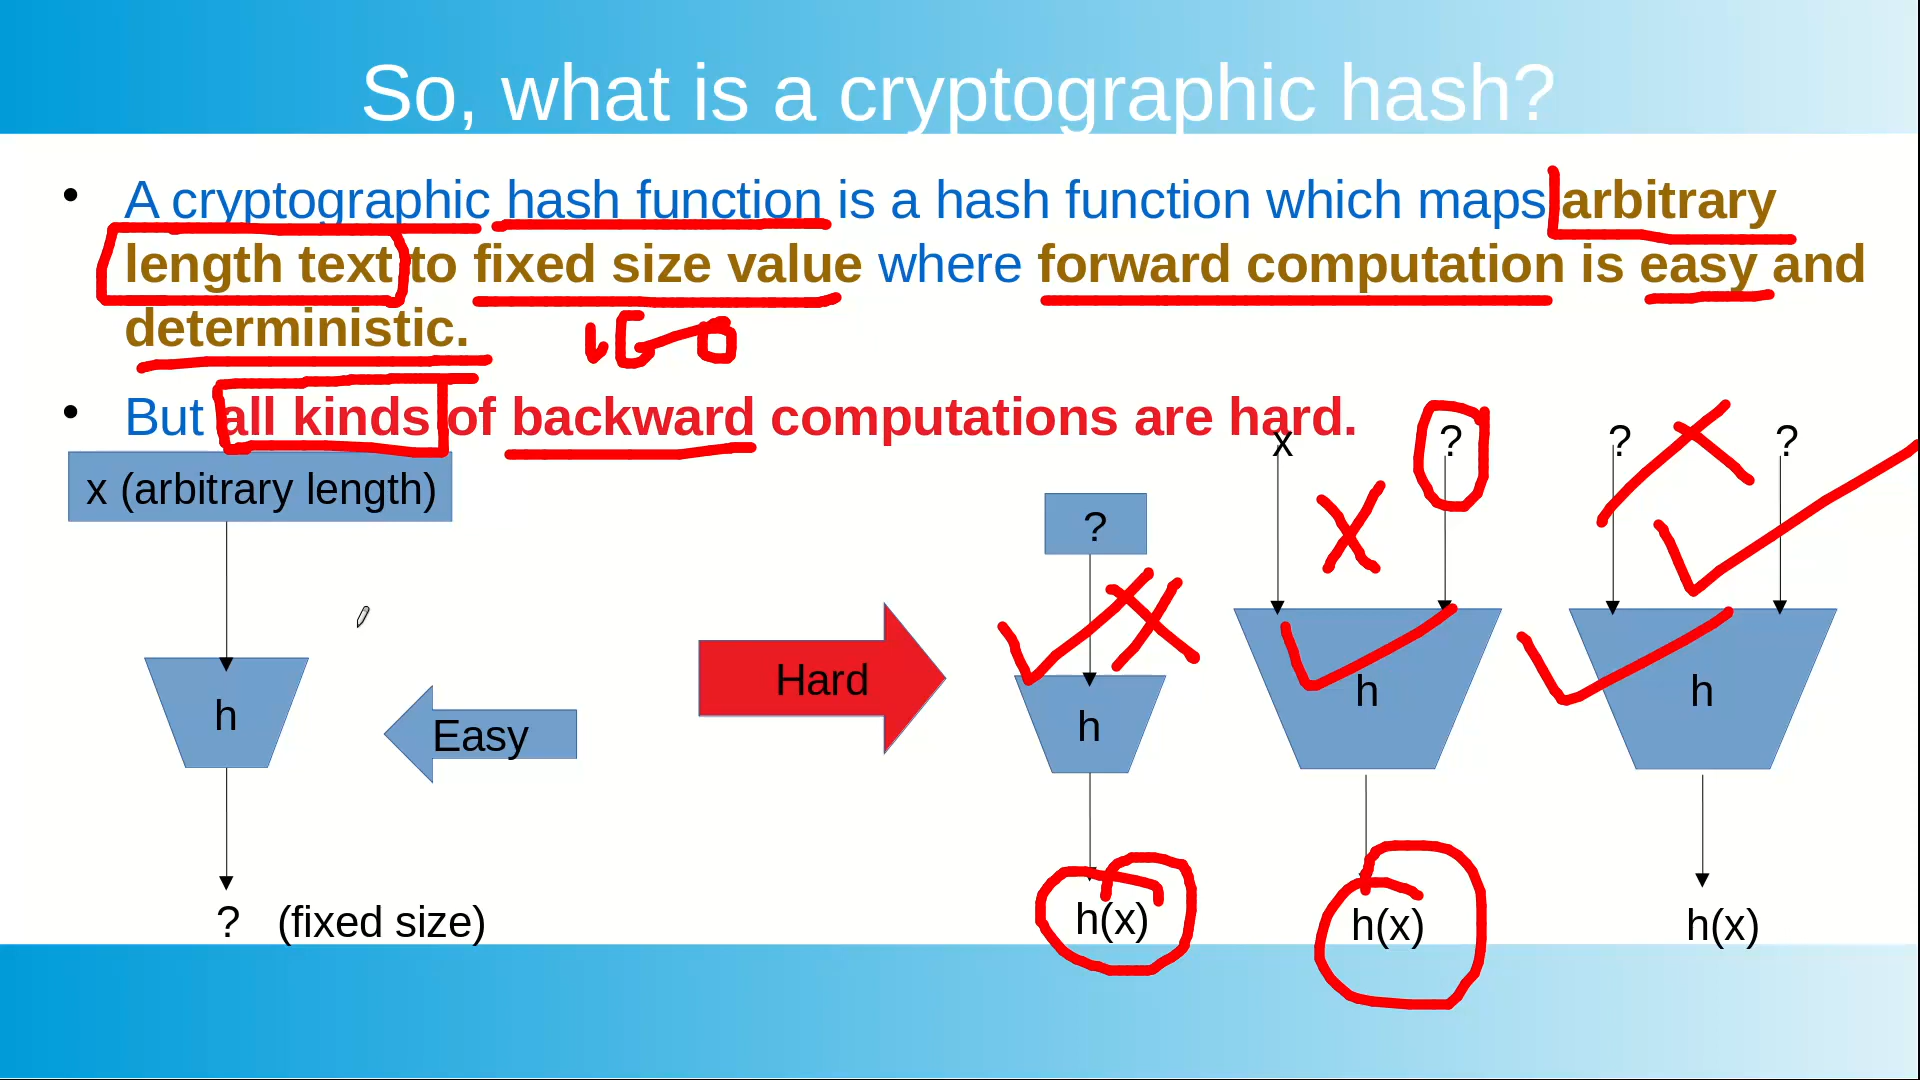 So, what is a cryptographic hash?
• A cryptographic hash function is a hash function which maps arbitrary
length text to fixed size value where forward computation is easy and
deterministic.
• But all kinds of backward computations are hard.
x (arbitrary length)
h
? (fixed size)
Easy
Hard
?
h
h(x)
x ?
h
h(x)
? ?
h
h(x)